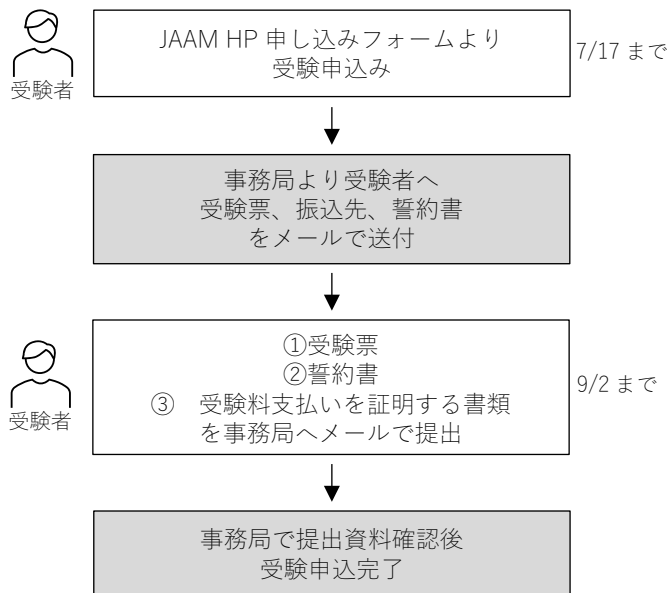 JAAM HP 申し込みフォームより
受験申込み
7/17 まで
受験者
事務局より受験者へ
受験票、振込先、誓約書
をメールで送付
①受験票
②誓約書
③ 受験料支払いを証明する書類
を事務局へメールで提出
9/2 まで
受験者
事務局で提出資料確認後
受験申込完了